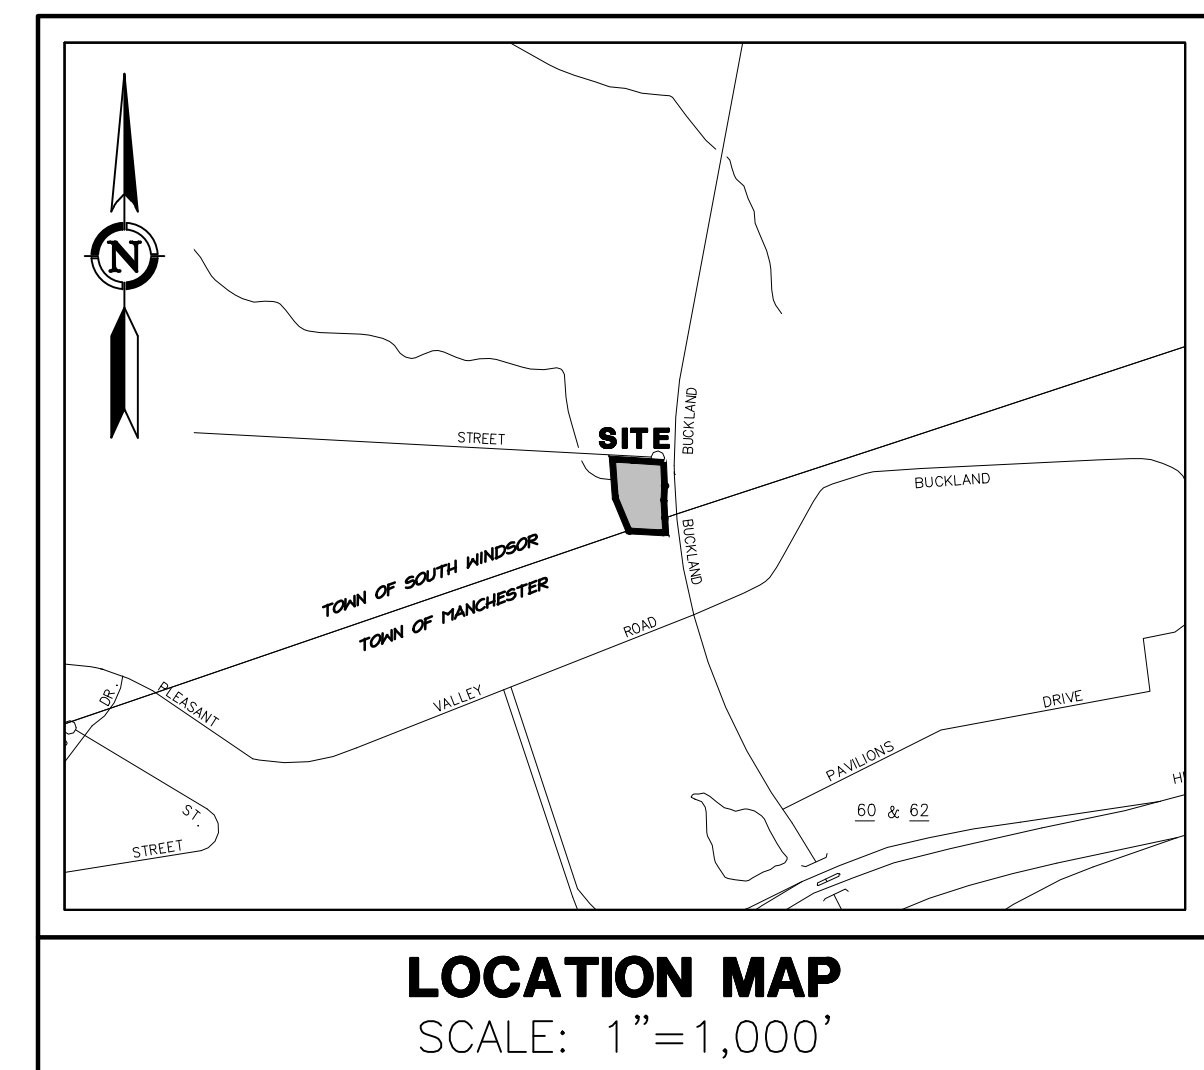 N
BUCKLAND
STREET
SITE
BUCKLAND
BUCKLAND
TOWN OF SOUTH WINDSOR
TOWN OF MANCHESTER
ROAD
VALLEY
PLEASANT
DR.
DRIVE
PAVILIONS
60 & 62
ST.
STREET
LOCATION MAP
SCALE: 1"=1,000'